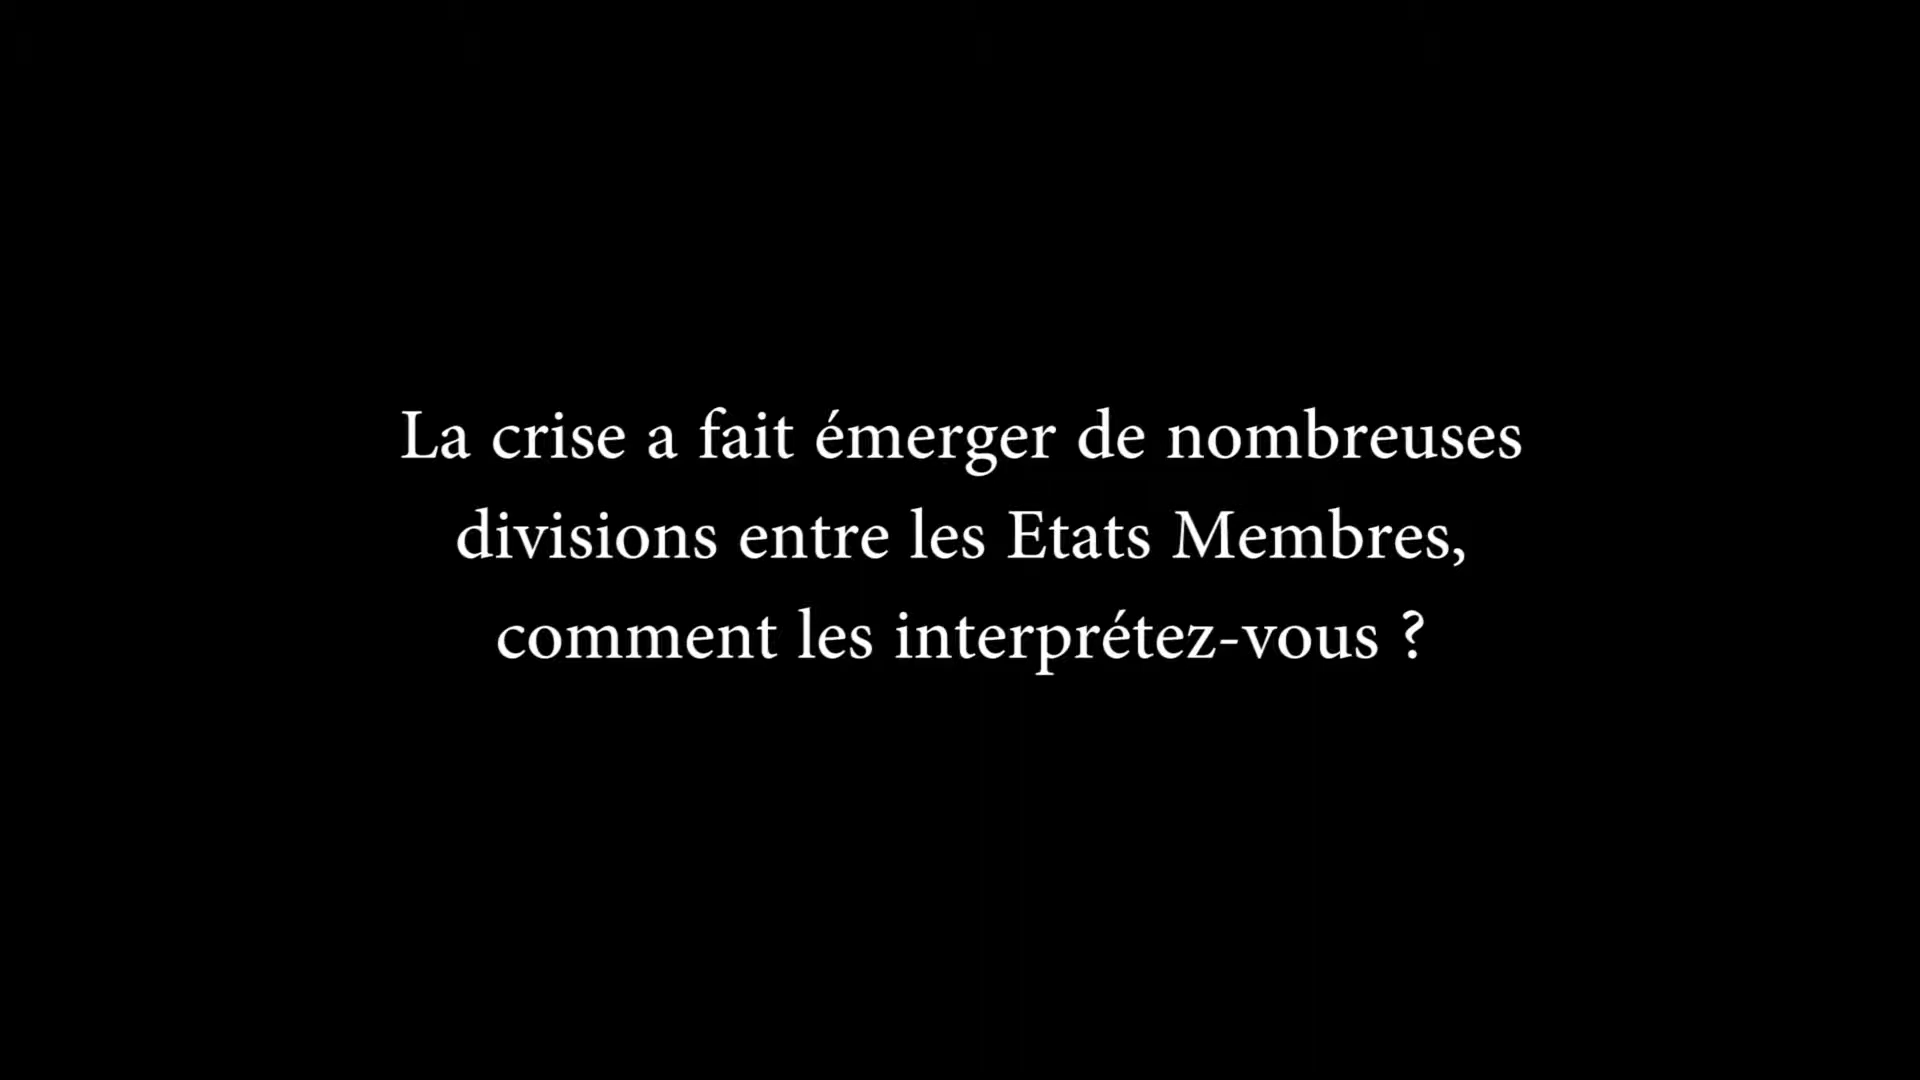 La crise a fait émerger de nombreuses
divisions entre les Etats Membres,
comment les interprétez-vous ?